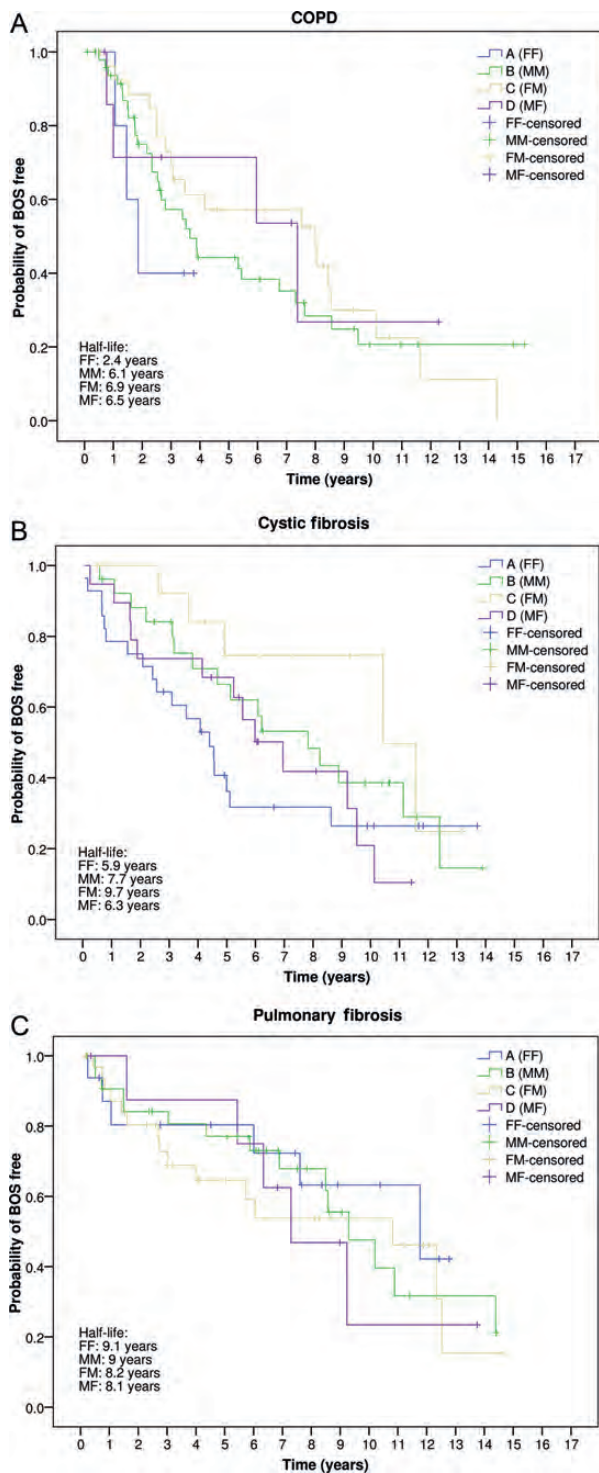 A
COPD
1.0
0.8
0.6
0.4
0.2
0.0
Probability of BOS free
A (FF)
B (MM)
C (FM)
D (MF)
FF-censored
MM-censored
FM-censored
MF-censored
Half-life:
FF: 2.4 years
MM: 6.1 years
FM: 6.9 years
MF: 6.5 years
0 1 2 3 4 5 6 7 8 9 10 11 12 13 14 15 16 17
Time (years)
B
Cystic fibrosis
1.0
0.8
0.6
0.4
0.2
0.0
Probability of BOS free
A (FF)
B (MM)
C (FM)
D (MF)
FF-censored
MM-censored
FM-censored
MF-censored
Half-life:
FF: 5.9 years
MM: 7.7 years
FM: 9.7 years
MF: 6.3 years
0 1 2 3 4 5 6 7 8 9 10 11 12 13 14 15 16 17
Time (years)
C
Pulmonary fibrosis
1.0
0.8
0.6
0.4
0.2
0.0
Probability of BOS free
A (FF)
B (MM)
C (FM)
D (MF)
FF-censored
MM-censored
FM-censored
MF-censored
Half-life:
FF: 9.1 years
MM: 9 years
FM: 8.2 years
MF: 8.1 years
0 1 2 3 4 5 6 7 8 9 10 11 12 13 14 15 16 17
Time (years)